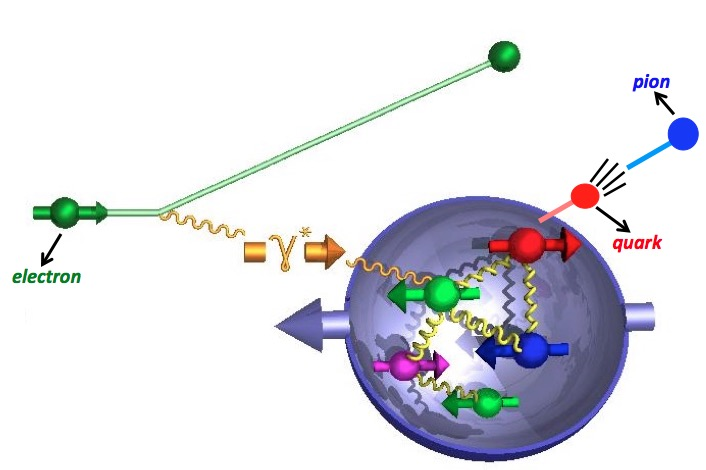 pion
γ*
quark
electron